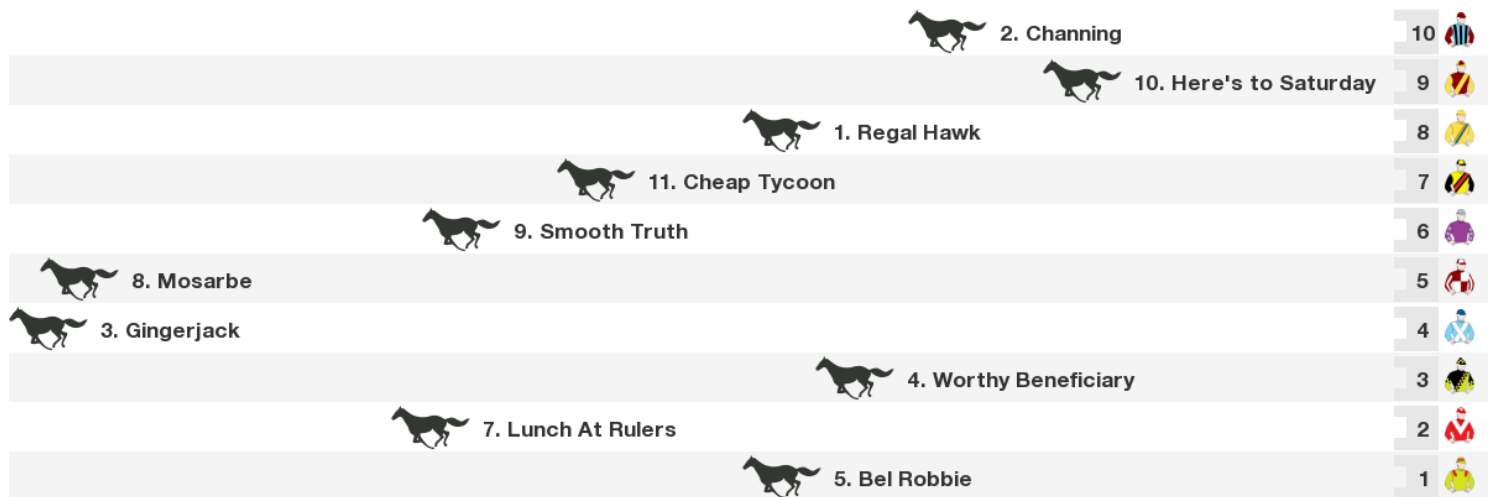 2. Channing 10
10. Here's to Saturday 9
1. Regal Hawk 8
11. Cheap Tycoon 7
9. Smooth Truth 6
8. Mosarbe 5
3. Gingerjack 4
4. Worthy Beneficiary 3
7. Lunch At Rulers 2
5. Bel Robbie 1